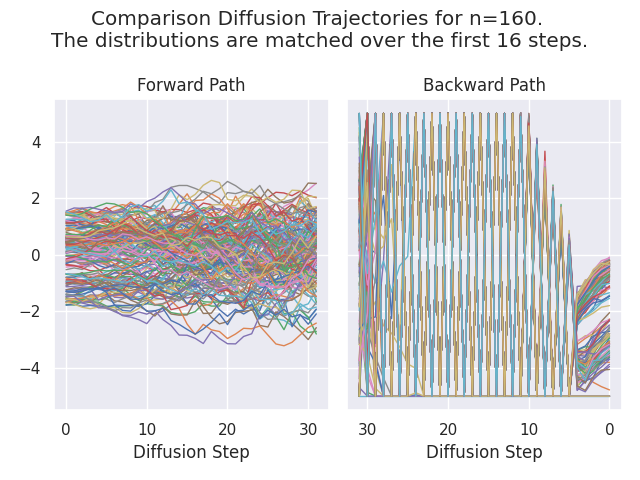 Comparison Diffusion Trajectories for n=160.
The distributions are matched over the first 16 steps.
Forward Path
Backward Path
4
2
0
−2
−4
0 10 20 30
30 20 10 0
Diffusion Step
Diffusion Step